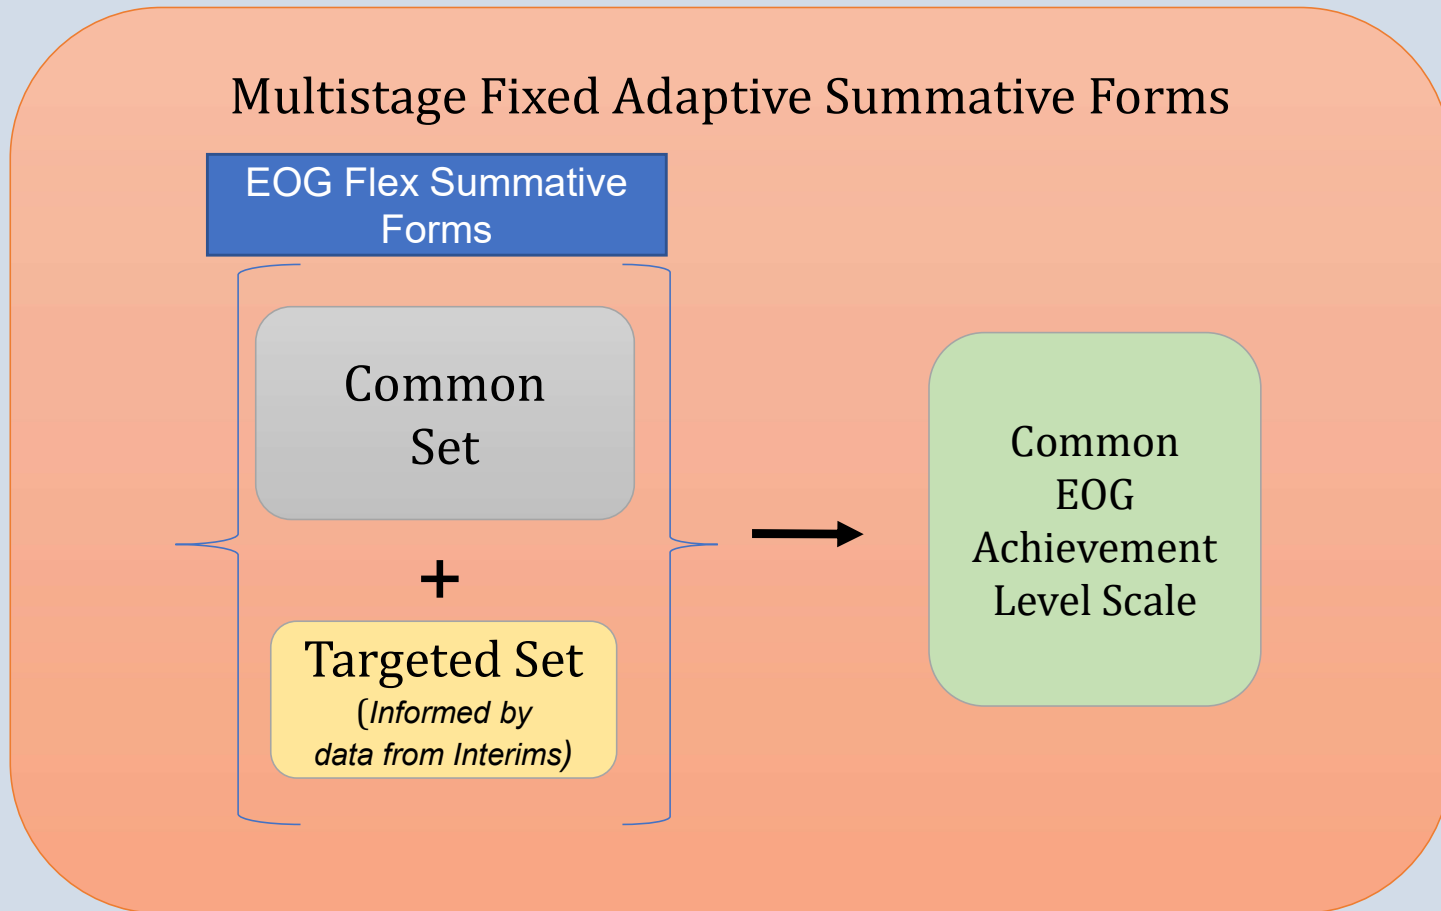 Multistage Fixed Adaptive Summative Forms
EOG Flex Summative
Forms
Common
Set
+
Targeted Set
(Informed by
data from Interims)
Common
EOG
Achievement
Level Scale